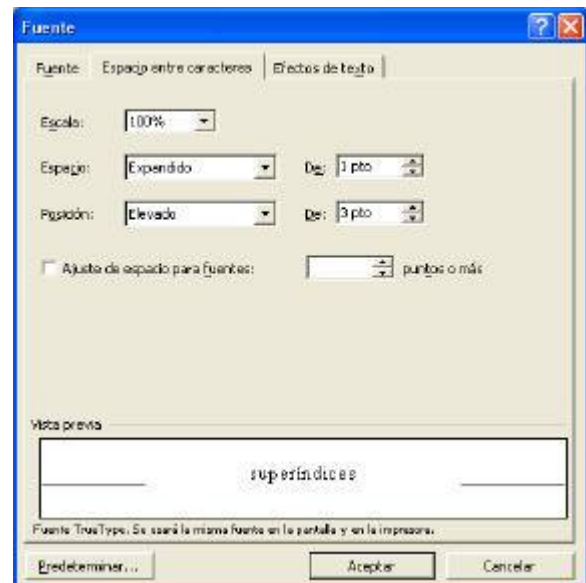 Fuente
Fuente Espacio entre caracteres Efectos de texto
Escala: 100%
Espacio: Expandido De: 1 pto
Posición: Elevado De: 3 pto
Ajuste de espacio para fuentes: puntos o más
Vista previa
superíndices
Fuente TrueType. Se usará la misma fuente en la pantalla y en la impresora.
Predeterminar... Aceptar Cancelar